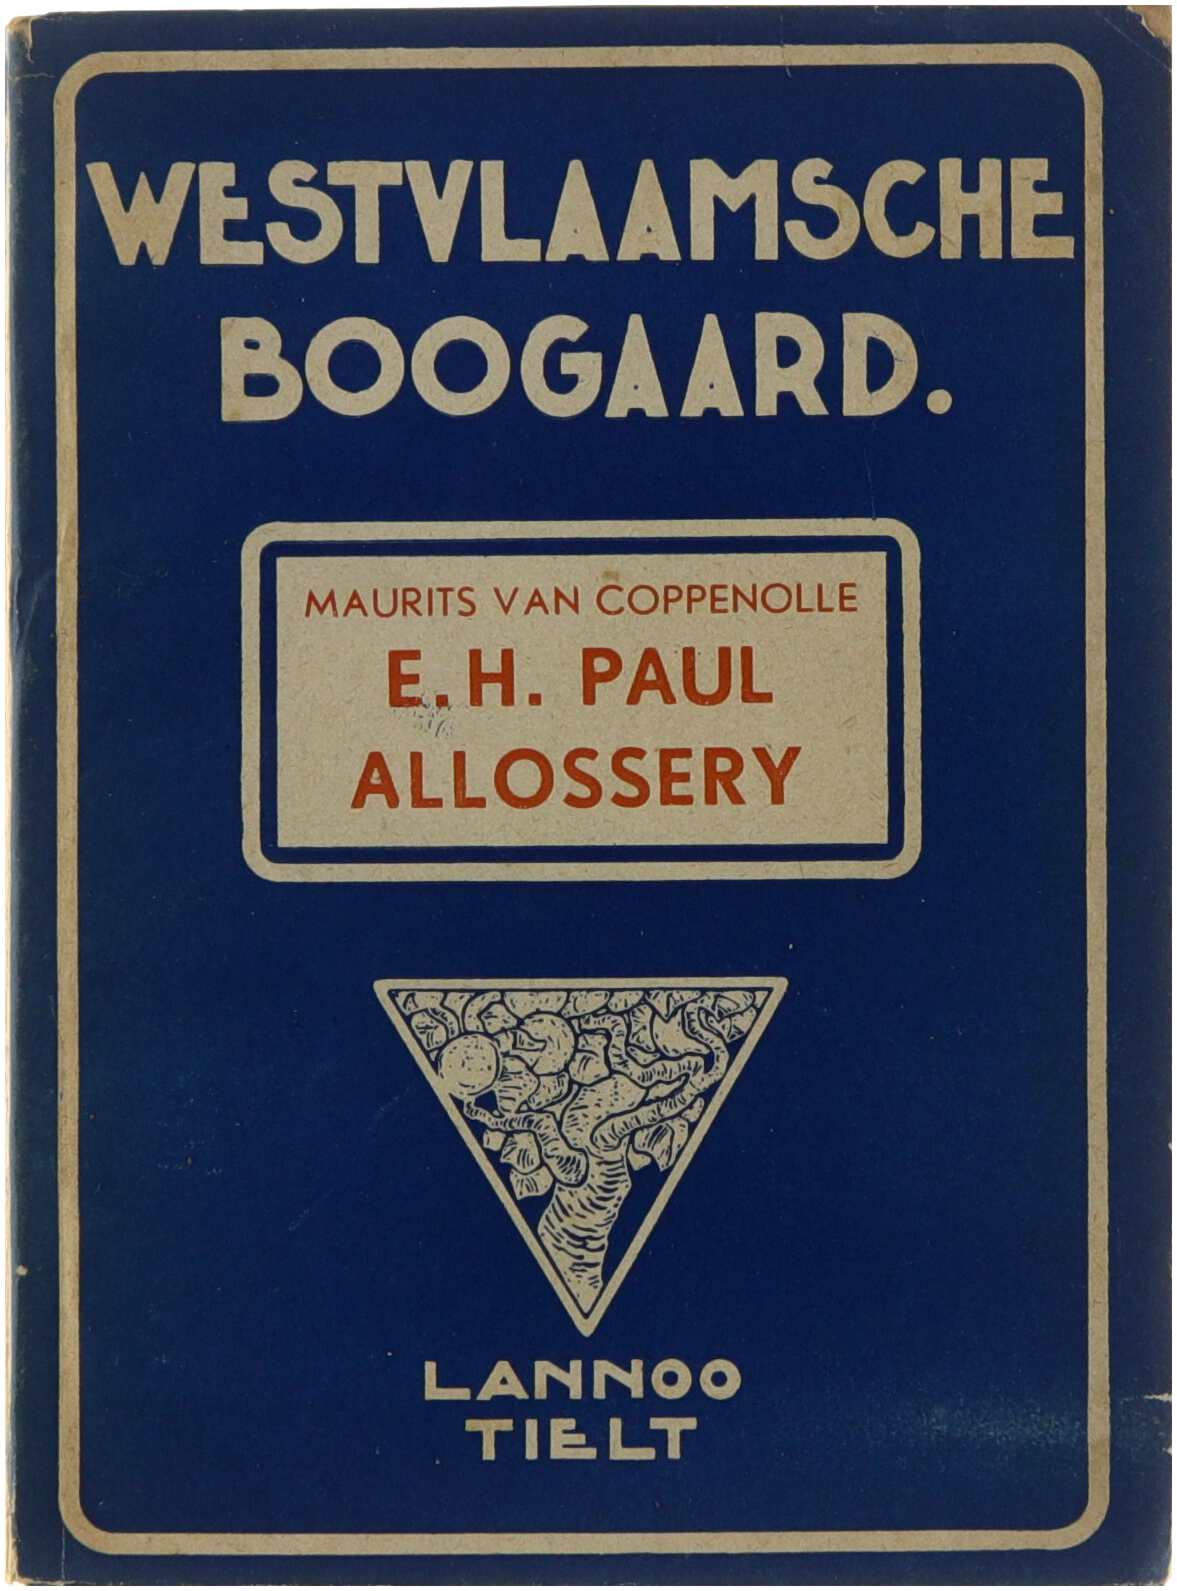 WESTVLAAMSCHE
BOOGAARD.
MAURITS VAN COPPENOLLE
E. H. PAUL
ALLOSSERY
LANNOO
TIELT